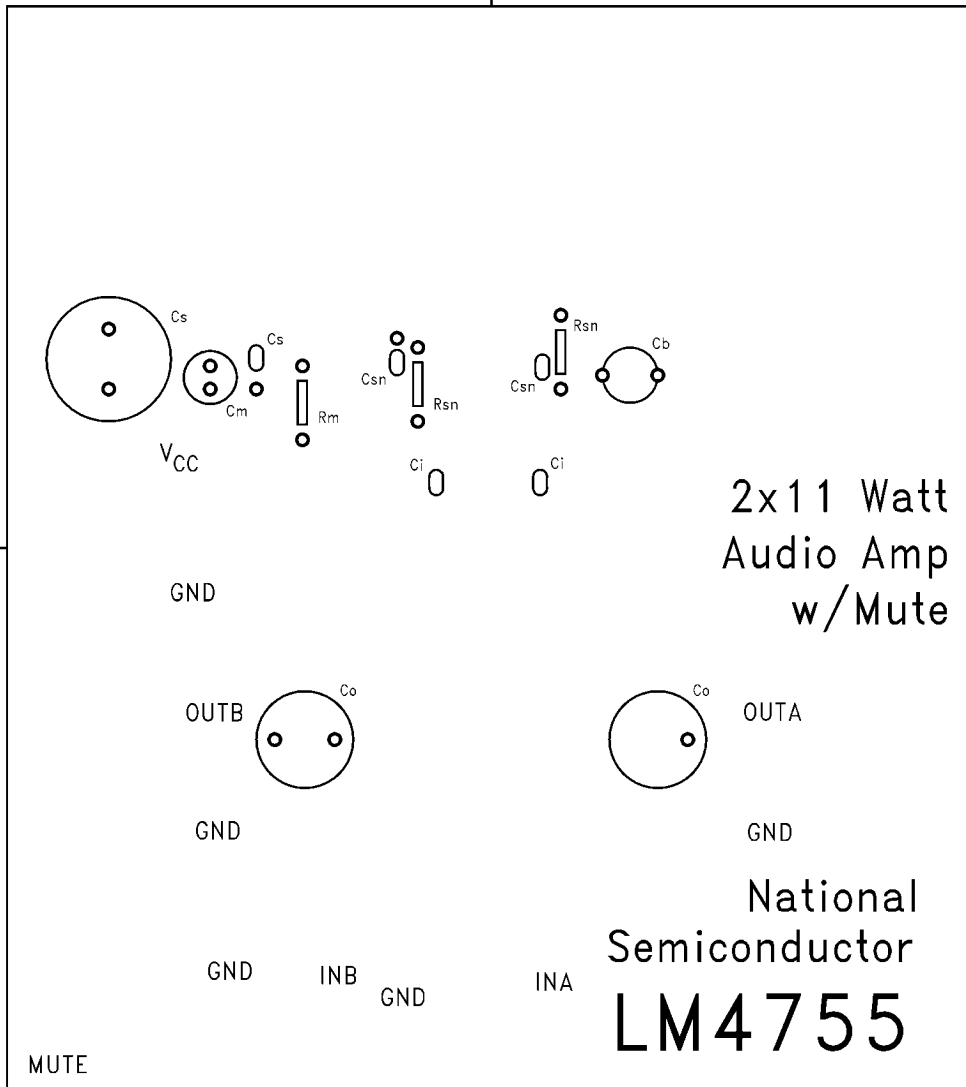 Cs
Rsn
Cs
Cb
Csn
Csn
Rsn
Cm
Rm
VCC
Ci
Ci
2x11 Watt
Audio Amp
w/Mute
GND
Co
Co
OUTB
OUTA
GND
GND
National
Semiconductor
GND
INB
GND
INA
LM4755
MUTE